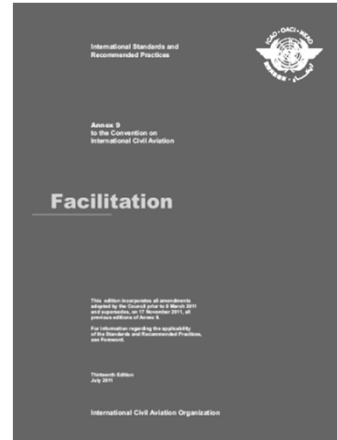 International Standards and
Recommended Practices
ICAO · OACI · ИКАО
Annex 9
to the Convention on
International Civil Aviation
Facilitation
This edition incorporates all amendments
adopted by the Council prior to 8 March 2011
and supersedes, on 17 November 2011, all
previous editions of Annex 9.
For information regarding the applicability
of the Standards and Recommended Practices,
see Foreword.
Thirteenth Edition
July 2011
International Civil Aviation Organization